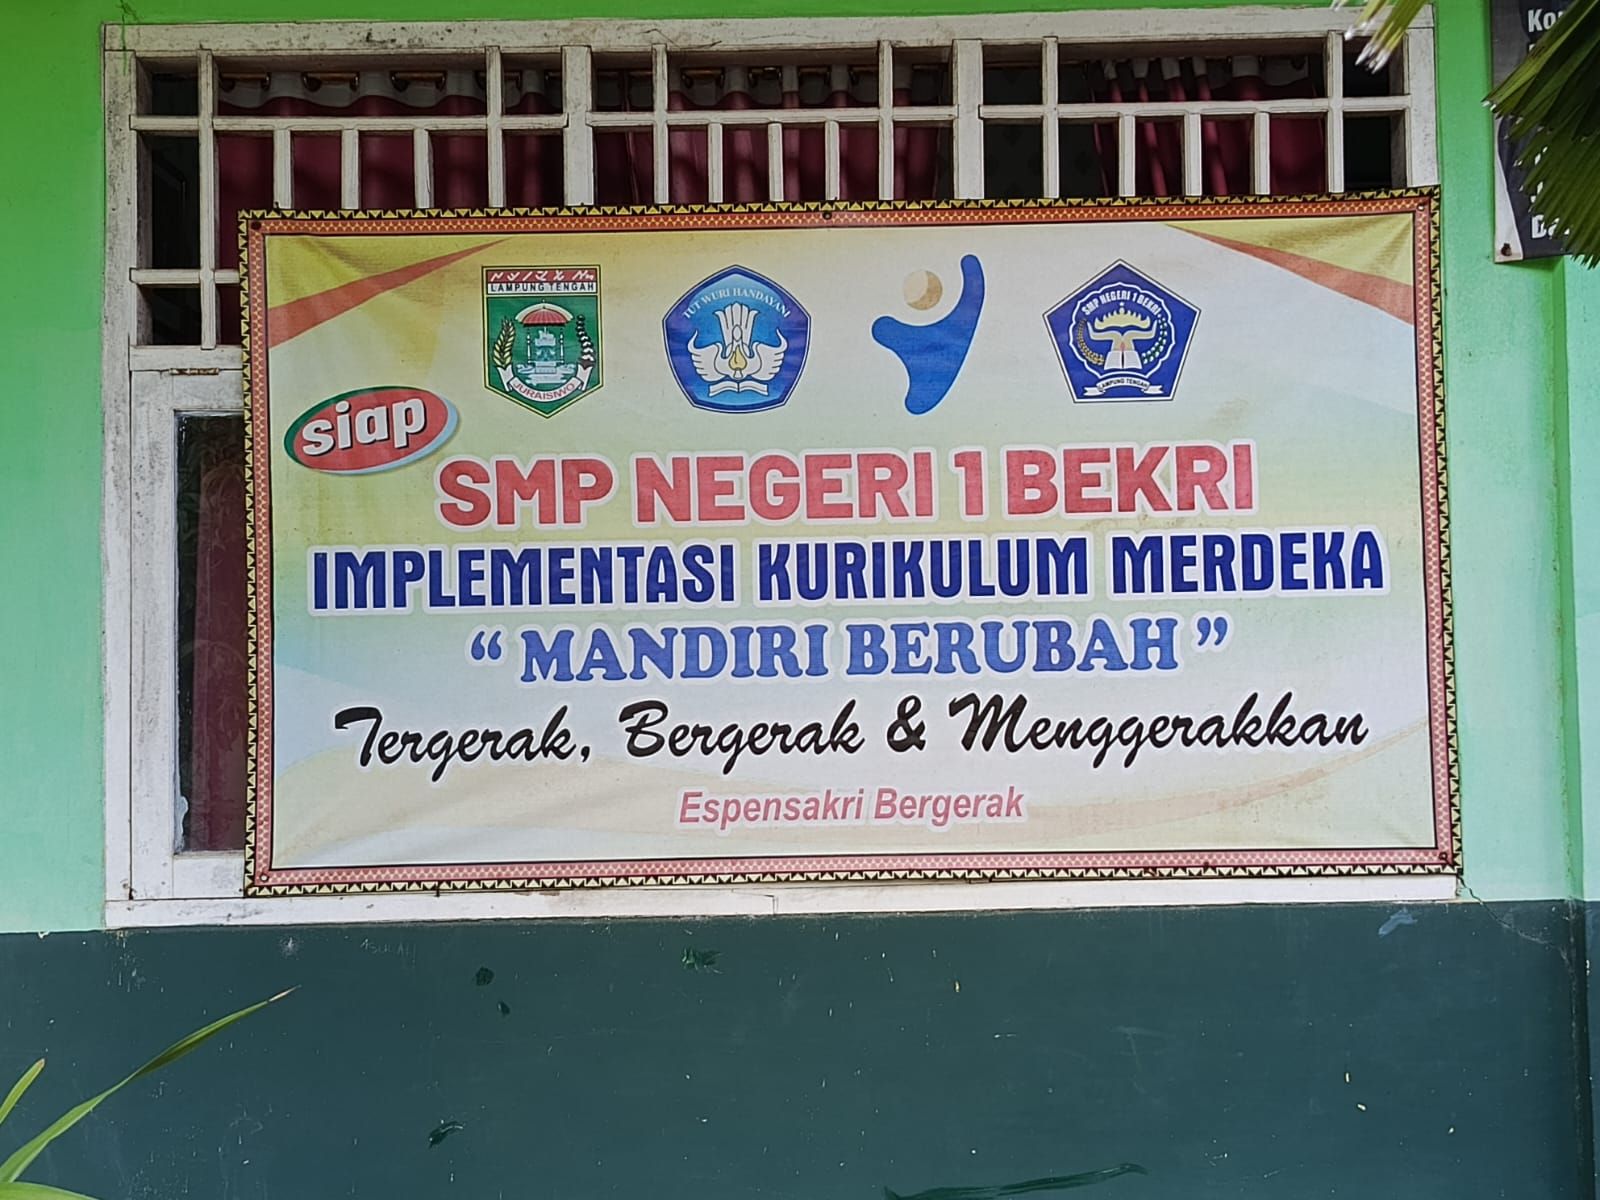 LAMPUNG TENGAH
JURAISIWO
TUT WURI HANDAYANI
SMP NEGERI 1 BEKRI
LAMPUNG TENGAH
siap
SMP NEGERI 1 BEKRI
IMPLEMENTASI KURIKULUM MERDEKA
“ MANDIRI BERUBAH ”
Tergerak, Bergerak & Menggerakkan
Espensakri Bergerak